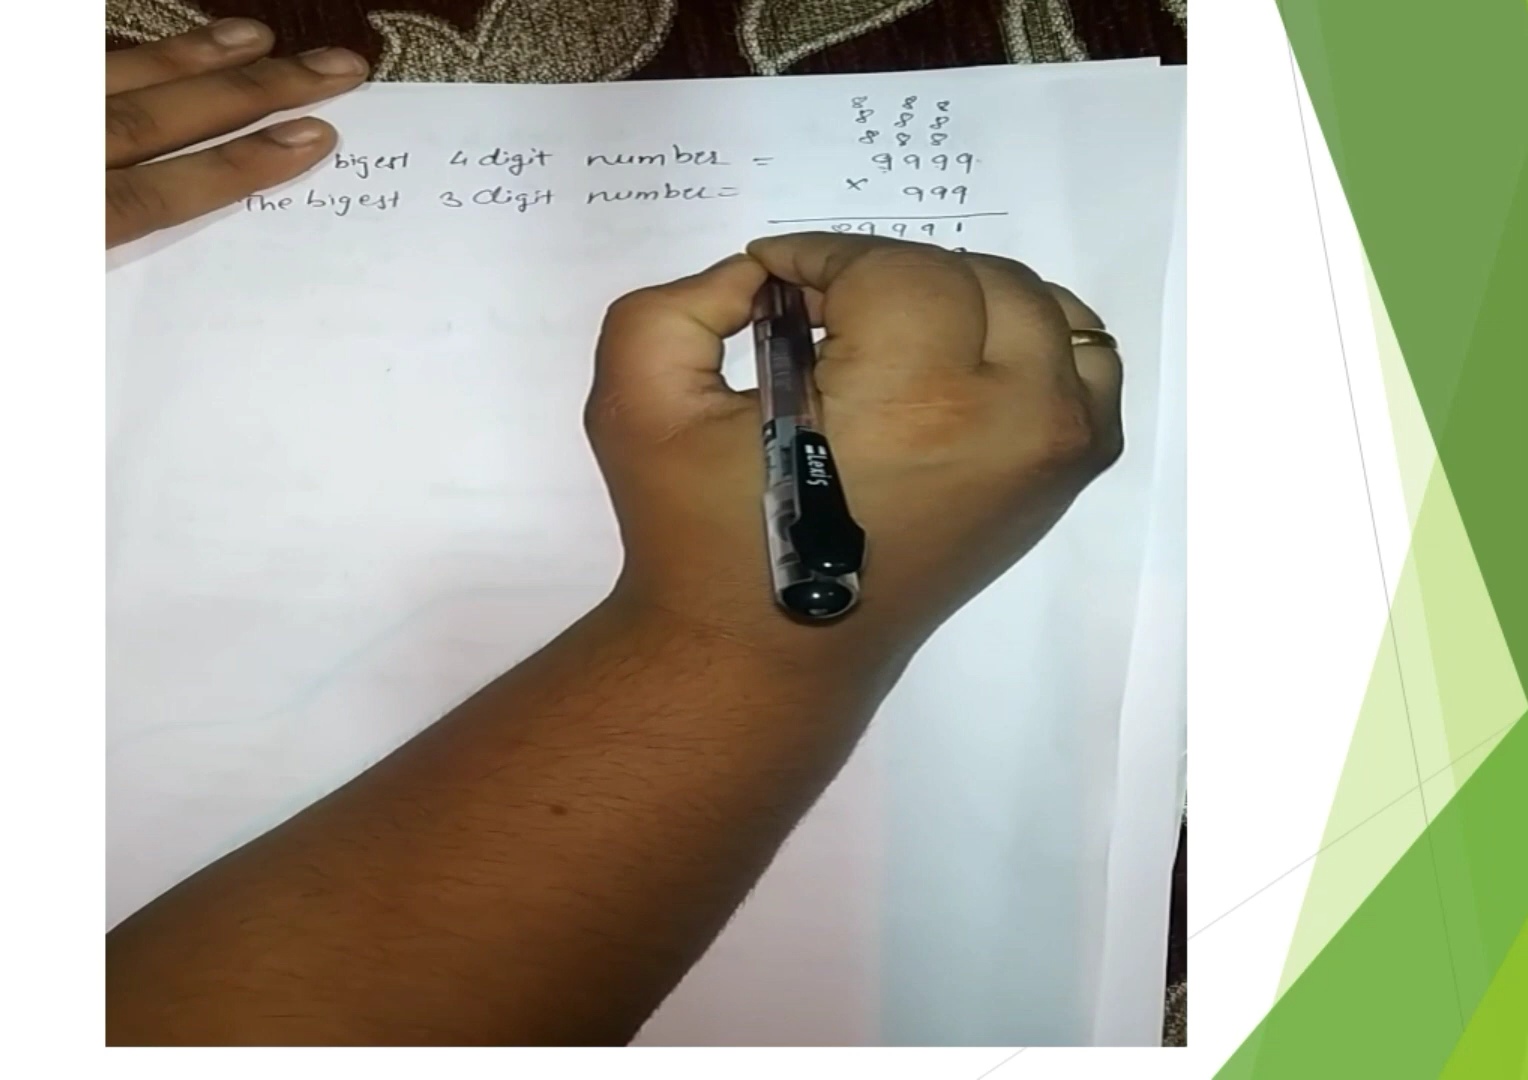 8 8 8
8 8 8
8 8 8
bigest 4 digit number = 9999
The bigest 3 digit number = × 999
89991
Lexis